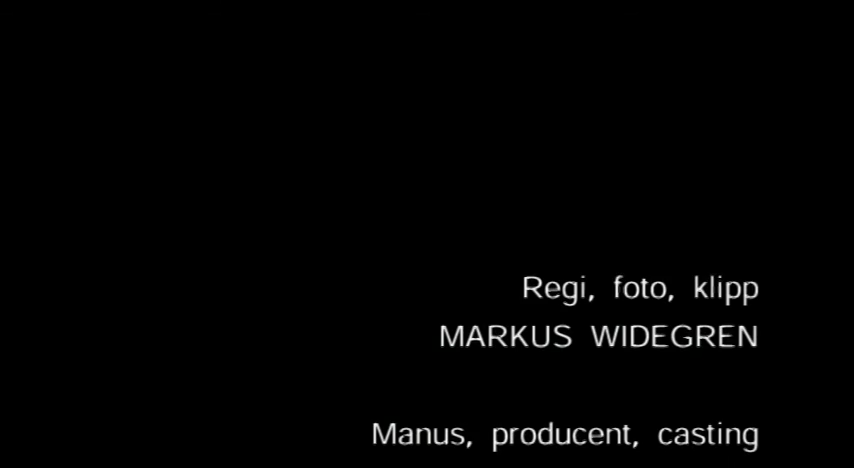 Regi, foto, klipp
MARKUS WIDEGREN
Manus, producent, casting